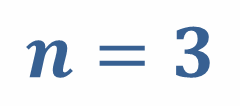 n = 3